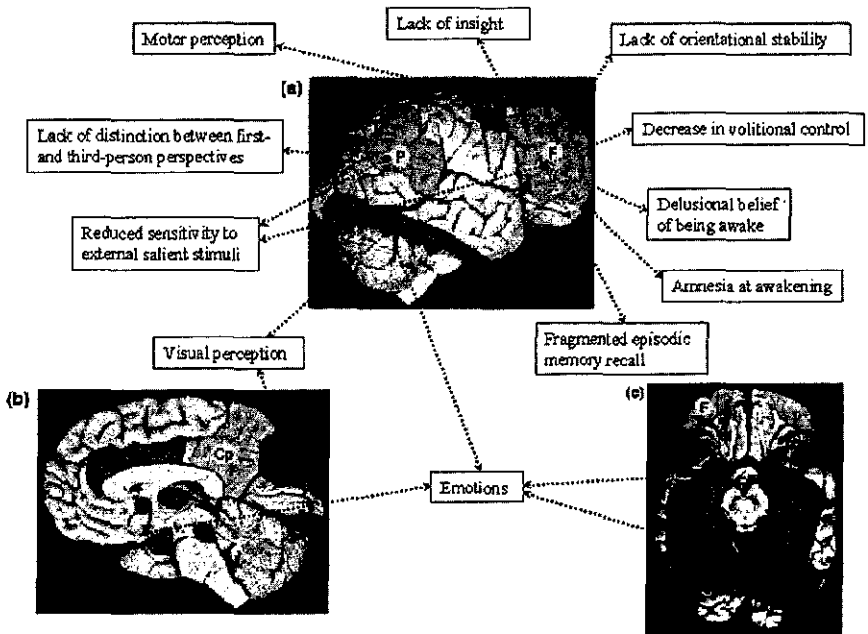 Lack of insight
Motor perception
Lack of orientational stability
(a)
Lack of distinction between first-
and third-person perspectives
P
F
Decrease in volitional control
Delusional belief
of being awake
Reduced sensitivity to
external salient stimuli
Amnesia at awakening
Visual perception
Fragmented episodic
memory recall
(b)
(c)
F
Cp
Emotions